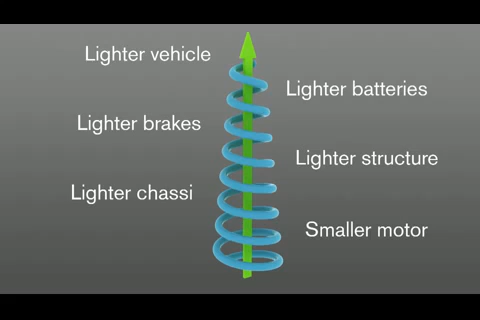 Lighter vehicle
Lighter batteries
Lighter brakes
Lighter structure
Lighter chassi
Smaller motor